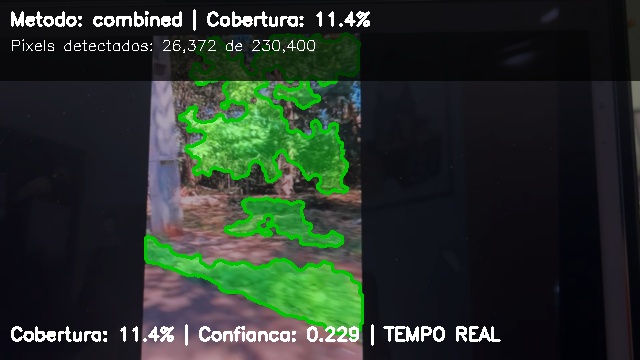 Metodo: combined | Cobertura: 11.4%
Pixels detectados: 26,372 de 230,400
Cobertura: 11.4% | Confianca: 0.229 | TEMPO REAL